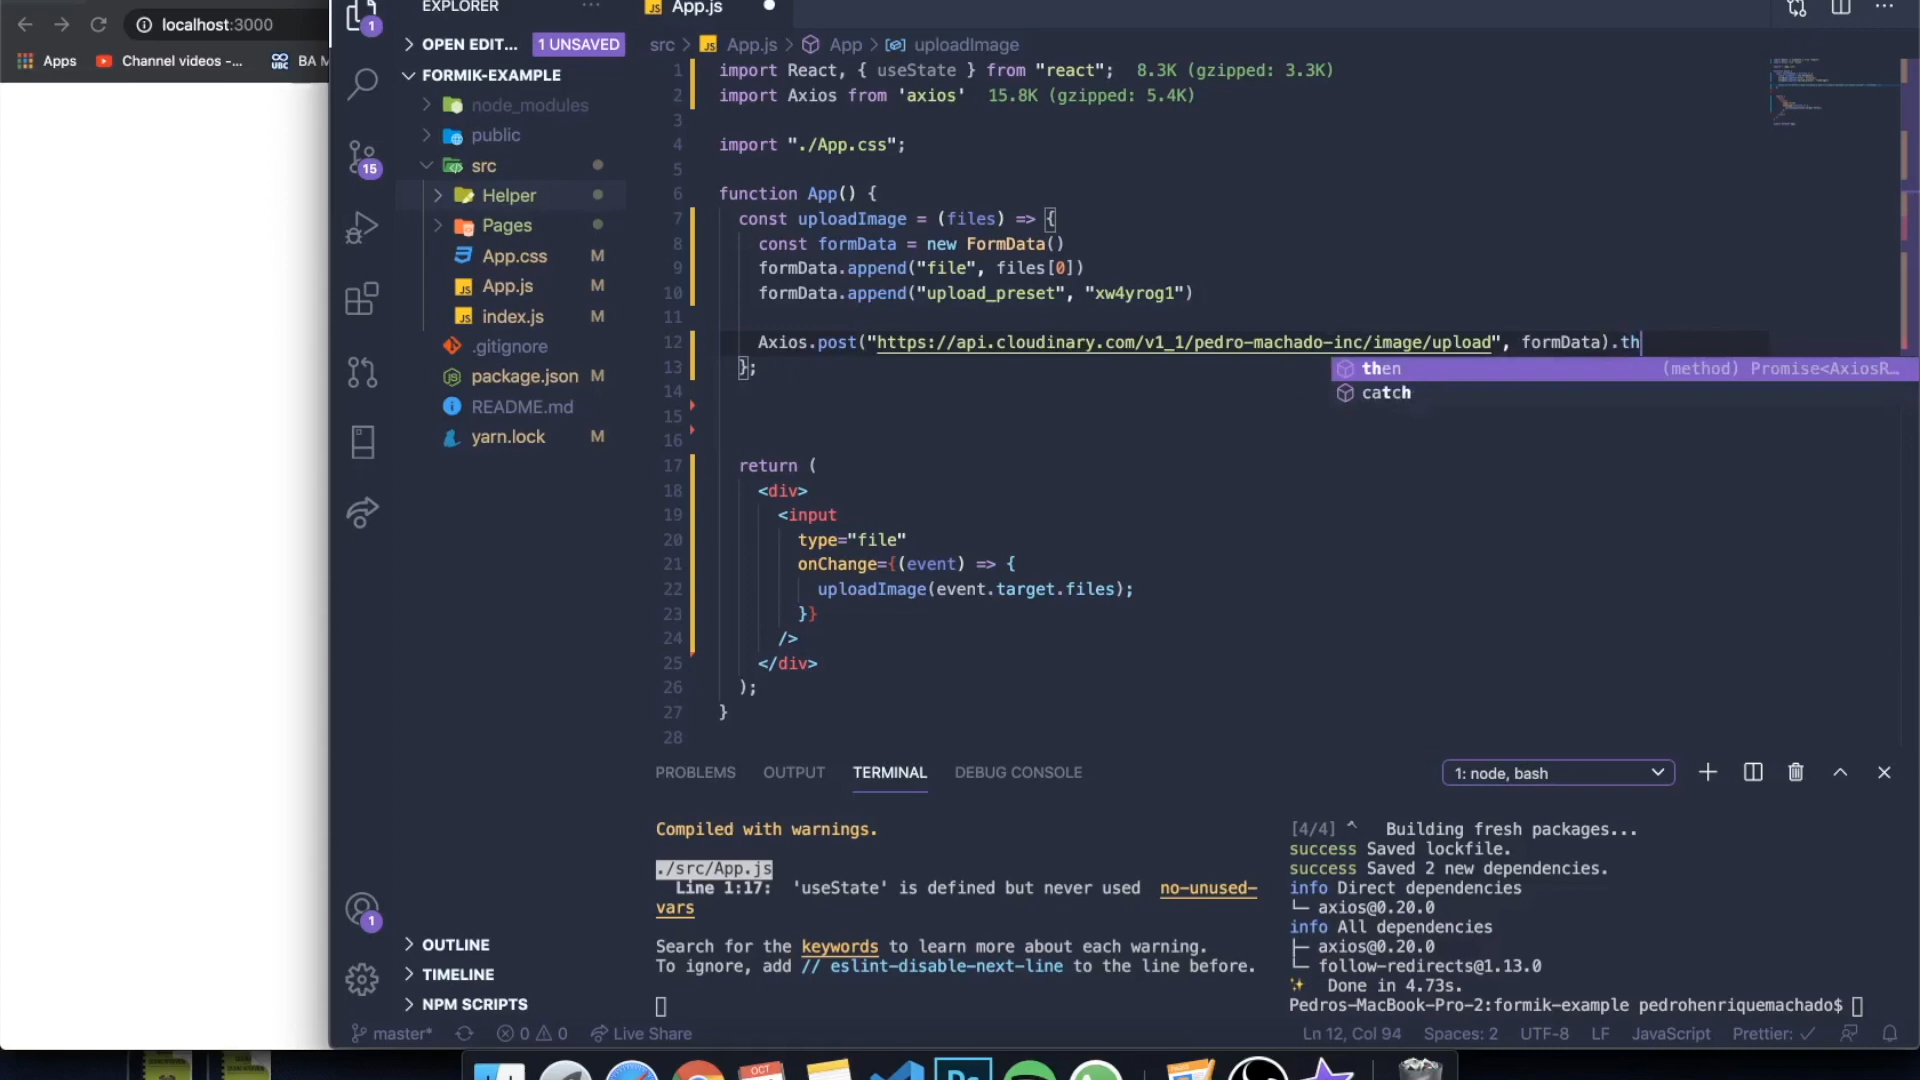 localhost:3000
Apps
Channel videos -...
BA M
EXPLORER
OPEN EDIT... 1 UNSAVED
FORMIK-EXAMPLE
node_modules
public
src
Helper
Pages
App.css M
App.js M
index.js M
.gitignore
package.json M
README.md
yarn.lock M
OUTLINE
TIMELINE
NPM SCRIPTS
1
15
1
App.js
src > App.js > App > uploadImage
1 import React, { useState } from "react"; 8.3K (gzipped: 3.3K)
2 import Axios from 'axios' 15.8K (gzipped: 5.4K)
3
4 import "./App.css";
5
6 function App() {
7 const uploadImage = (files) => {
8 const formData = new FormData()
9 formData.append("file", files[0])
10 formData.append("upload_preset", "xw4yrog1")
11
12 Axios.post("https://api.cloudinary.com/v1_1/pedro-machado-inc/image/upload", formData).th
13 };
then (method) Promise<AxiosR...
catch
14
15
16
17 return (
18 <div>
19 <input
20 type="file"
21 onChange={(event) => {
22 uploadImage(event.target.files);
23 }}
24 />
25 </div>
26 );
27 }
28
PROBLEMS OUTPUT TERMINAL DEBUG CONSOLE
1: node, bash
Compiled with warnings.
./src/App.js
Line 1:17: 'useState' is defined but never used no-unused-
vars
Search for the keywords to learn more about each warning.
To ignore, add // eslint-disable-next-line to the line before.
[4/4] ^ Building fresh packages...
success Saved lockfile.
success Saved 2 new dependencies.
info Direct dependencies
└─ axios@0.20.0
info All dependencies
├─ axios@0.20.0
└─ follow-redirects@1.13.0
✨ Done in 4.73s.
Pedros-MacBook-Pro-2:formik-example pedrohenriquemachado$
master* 0 0 Live Share
Ln 12, Col 94 Spaces: 2 UTF-8 LF JavaScript Prettier: ✓
OCT
Ps